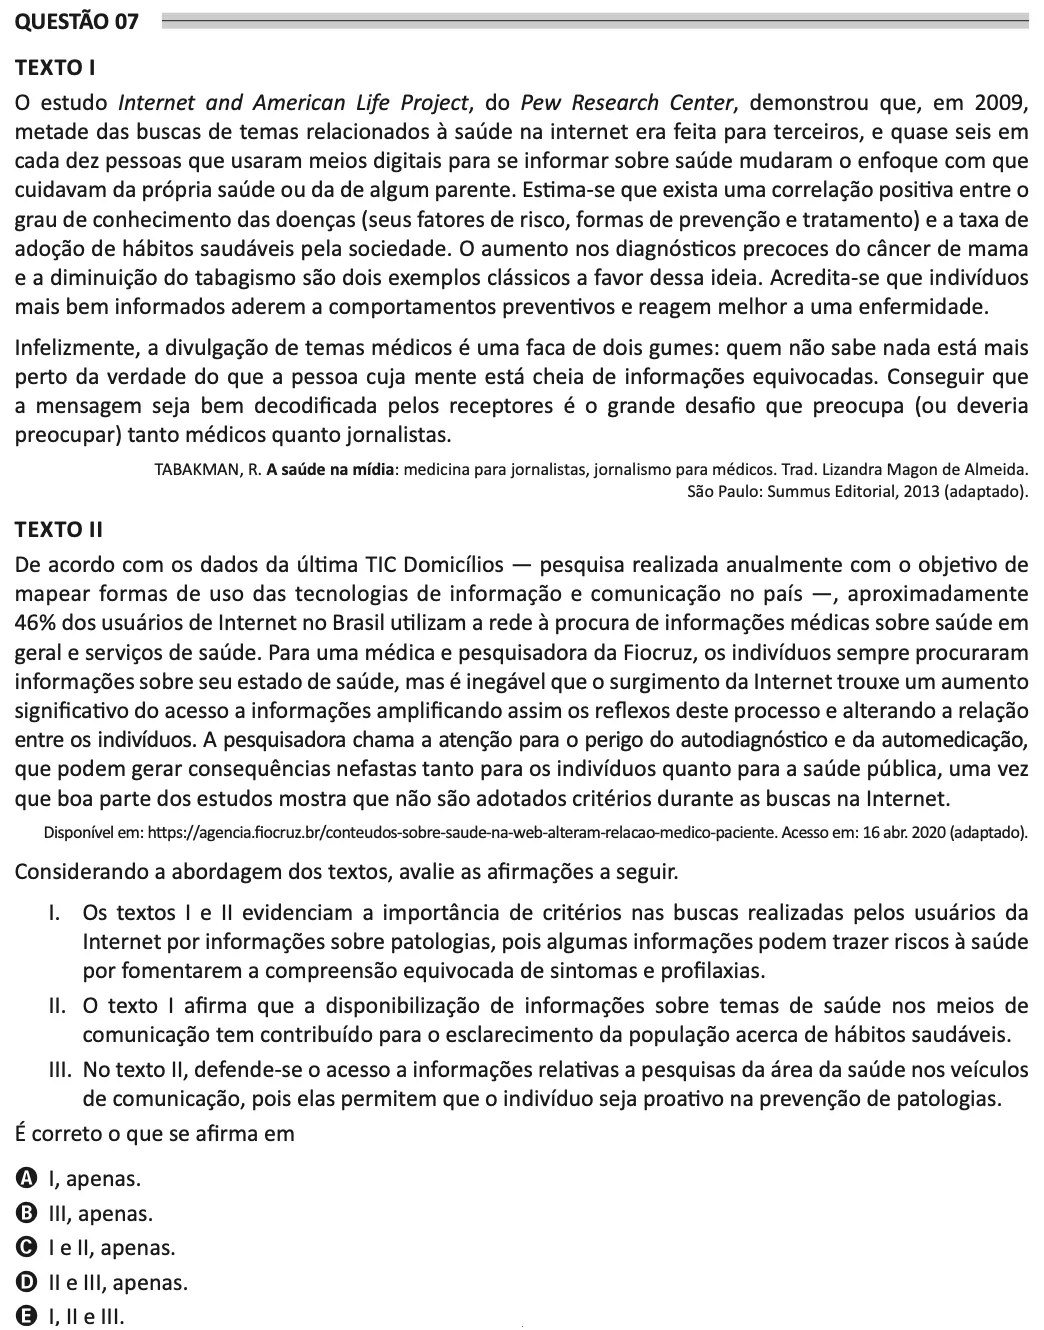 QUESTÃO 07
TEXTO I
O estudo Internet and American Life Project, do Pew Research Center, demonstrou que, em 2009,
metade das buscas de temas relacionados à saúde na internet era feita para terceiros, e quase seis em
cada dez pessoas que usaram meios digitais para se informar sobre saúde mudaram o enfoque com que
cuidavam da própria saúde ou da de algum parente. Estima-se que exista uma correlação positiva entre o
grau de conhecimento das doenças (seus fatores de risco, formas de prevenção e tratamento) e a taxa de
adoção de hábitos saudáveis pela sociedade. O aumento nos diagnósticos precoces do câncer de mama
e a diminuição do tabagismo são dois exemplos clássicos a favor dessa ideia. Acredita-se que indivíduos
mais bem informados aderem a comportamentos preventivos e reagem melhor a uma enfermidade.
Infelizmente, a divulgação de temas médicos é uma faca de dois gumes: quem não sabe nada está mais
perto da verdade do que a pessoa cuja mente está cheia de informações equivocadas. Conseguir que
a mensagem seja bem decodificada pelos receptores é o grande desafio que preocupa (ou deveria
preocupar) tanto médicos quanto jornalistas.
TABAKMAN, R. A saúde na mídia: medicina para jornalistas, jornalismo para médicos. Trad. Lizandra Magon de Almeida.
São Paulo: Summus Editorial, 2013 (adaptado).
TEXTO II
De acordo com os dados da última TIC Domicílios — pesquisa realizada anualmente com o objetivo de
mapear formas de uso das tecnologias de informação e comunicação no país —, aproximadamente
46% dos usuários de Internet no Brasil utilizam a rede à procura de informações médicas sobre saúde em
geral e serviços de saúde. Para uma médica e pesquisadora da Fiocruz, os indivíduos sempre procuraram
informações sobre seu estado de saúde, mas é inegável que o surgimento da Internet trouxe um aumento
significativo do acesso a informações amplificando assim os reflexos deste processo e alterando a relação
entre os indivíduos. A pesquisadora chama a atenção para o perigo do autodiagnóstico e da automedicação,
que podem gerar consequências nefastas tanto para os indivíduos quanto para a saúde pública, uma vez
que boa parte dos estudos mostra que não são adotados critérios durante as buscas na Internet.
Disponível em: https://agencia.fiocruz.br/conteudos-sobre-saude-na-web-alteram-relacao-medico-paciente. Acesso em: 16 abr. 2020 (adaptado).
Considerando a abordagem dos textos, avalie as afirmações a seguir.
I. Os textos I e II evidenciam a importância de critérios nas buscas realizadas pelos usuários da
Internet por informações sobre patologias, pois algumas informações podem trazer riscos à saúde
por fomentarem a compreensão equivocada de sintomas e profilaxias.
II. O texto I afirma que a disponibilização de informações sobre temas de saúde nos meios de
comunicação tem contribuído para o esclarecimento da população acerca de hábitos saudáveis.
III. No texto II, defende-se o acesso a informações relativas a pesquisas da área da saúde nos veículos
de comunicação, pois elas permitem que o indivíduo seja proativo na prevenção de patologias.
É correto o que se afirma em
A I, apenas.
B III, apenas.
C I e II, apenas.
D II e III, apenas.
E I, II e III.